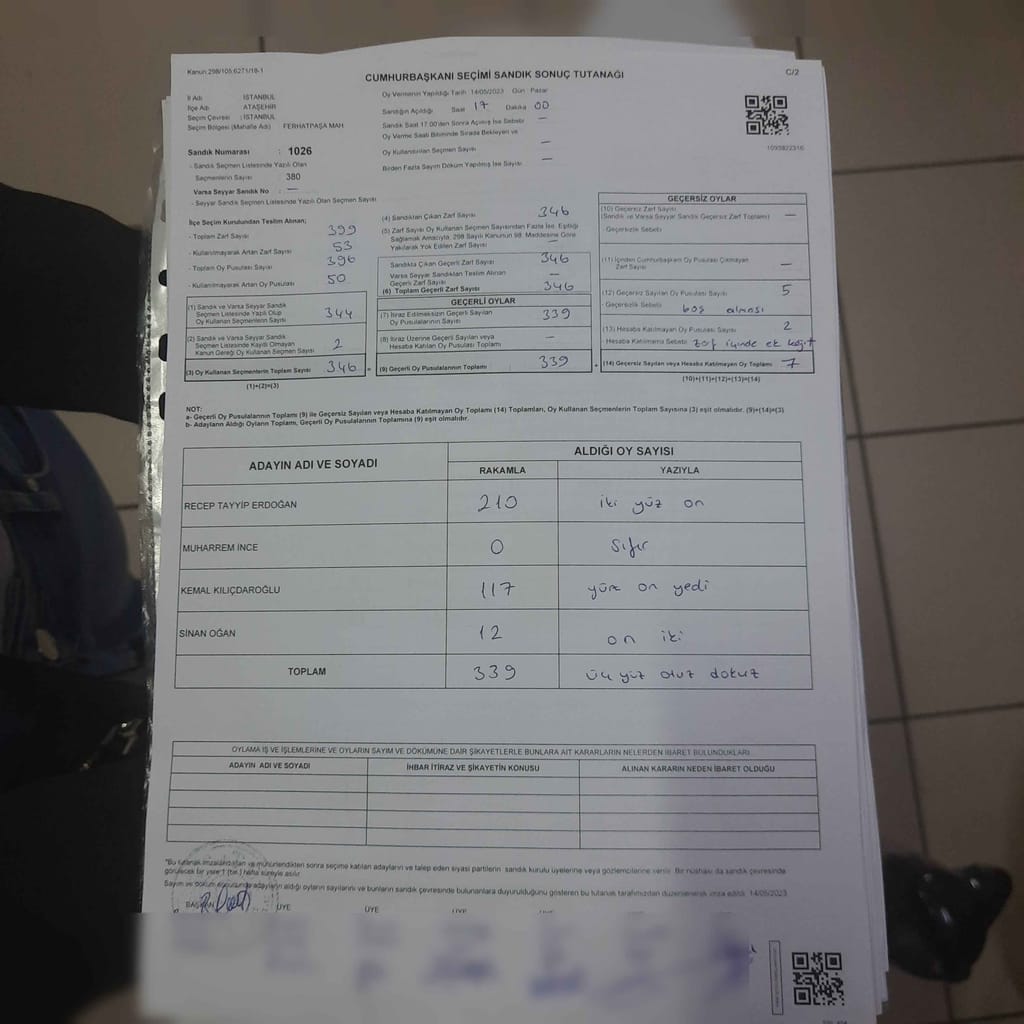 Kanun:298/105,6271/18-1
CUMHURBAŞKANI SEÇİMİ SANDIK SONUÇ TUTANAĞI
C/2
İl Adı : İSTANBUL
İlçe Adı : ATAŞEHİR
Seçim Çevresi : İSTANBUL
Seçim Bölgesi (Mahalle Adı) : FERHATPAŞA MAH
Oy Vermenin Yapıldığı Tarih :14/05/2023 Gün : Pazar
Sandığın Açıldığı Saat 17 Dakika 00
Sandık Saat 17:00'den Sonra Açılmış İse Sebebi —
Oy Verme Saati Bitiminde Sırada Bekleyen ve
Oy Kullandırılan Seçmen Sayısı —
Birden Fazla Sayım Döküm Yapılmış İse Sayısı —
1093822316
Sandık Numarası : 1026
- Sandık Seçmen Listesinde Yazılı Olan
Seçmenlerin Sayısı : 380
Varsa Seyyar Sandık No : —
- Seyyar Sandık Seçmen Listesinde Yazılı Olan Seçmen Sayısı
İlçe Seçim Kurulundan Teslim Alınan;
- Toplam Zarf Sayısı 399
- Kullanılmayarak Artan Zarf Sayısı 53
- Toplam Oy Pusulası Sayısı 396
- Kullanılmayarak Artan Oy Pusulası 50
(1) Sandık ve Varsa Seyyar Sandık
Seçmen Listesinde Yazılı Olup
Oy Kullanan Seçmenlerin Sayısı 344
(2) Sandık ve Varsa Seyyar Sandık
Seçmen Listesinde Kaydı Olmayan
Kanun Gereği Oy Kullanan Seçmen Sayısı 2
(3) Oy Kullanan Seçmenlerin Toplam Sayısı 346
(1)+(2)=(3)
(4) Sandıktan Çıkan Zarf Sayısı 346
(5) Zarf Sayısı Oy Kullanan Seçmen Sayısından Fazla İse, Eşitliği
Sağlamak Amacıyla, 298 Sayılı Kanunun 98. Maddesine Göre
Yakılarak Yok Edilen Zarf Sayısı —
Sandıkta Çıkan Geçerli Zarf Sayısı 346
Varsa Seyyar Sandıktan Teslim Alınan
Geçerli Zarf Sayısı —
(6) Toplam Geçerli Zarf Sayısı 346
GEÇERLİ OYLAR
(7) İtiraz Edilmeksizin Geçerli Sayılan
Oy Pusulalarının Sayısı 339
(8) İtiraz Üzerine Geçerli Sayılan veya
Hesaba Katılan Oy Pusulası Toplamı —
= (9) Geçerli Oy Pusulalarının Toplamı 339
GEÇERSİZ OYLAR
(10) Geçersiz Zarf Sayısı
(Sandık ve Varsa Seyyar Sandık Geçersiz Zarf Toplamı) —
- Geçersizlik Sebebi
(11) İçinden Cumhurbaşkanı Oy Pusulası Çıkmayan
Zarf Sayısı —
(12) Geçersiz Sayılan Oy Pusulası Sayısı 5
- Geçersizlik Sebebi boş olması
(13) Hesaba Katılmayan Oy Pusulası Sayısı 2
- Hesaba Katılmama Sebebi zarf içinde ek kağıt
+ (14) Geçersiz Sayılan veya Hesaba Katılmayan Oy Toplamı 7
(10)+(11)+(12)+(13)=(14)
NOT:
a- Geçerli Oy Pusulalarının Toplamı (9) ile Geçersiz Sayılan veya Hesaba Katılmayan Oy Toplamı (14) Toplamları, Oy Kullanan Seçmenlerin Toplam Sayısına (3) eşit olmalıdır. (9)+(14)=(3)
b- Adayların Aldığı Oyların Toplamı, Geçerli Oy Pusulalarının Toplamına (9) eşit olmalıdır.
ADAYIN ADI VE SOYADI
ALDIĞI OY SAYISI
RAKAMLA YAZIYLA
RECEP TAYYİP ERDOĞAN 210 iki yüz on
MUHARREM İNCE 0 sıfır
KEMAL KILIÇDAROĞLU 117 yüz on yedi
SİNAN OĞAN 12 on iki
TOPLAM 339 üç yüz otuz dokuz
OYLAMA İŞ VE İŞLEMLERİNE VE OYLARIN SAYIM VE DÖKÜMÜNE DAİR ŞİKAYETLERLE BUNLARA AİT KARARLARIN NELERDEN İBARET BULUNDUKLARI
ADAYIN ADI VE SOYADI İHBAR İTİRAZ VE ŞİKAYETİN KONUSU ALINAN KARARIN NEDEN İBARET OLDUĞU
*Bu tutanak imzalandıktan ve mühürlendikten sonra seçime katılan adayların ve talep eden siyasi partilerin sandık kurulu üyelerine veya gözlemcilerine verilir. Bir nüshası da sandık çevresinde
görülecek bir yere 1 (bir) hafta süreyle asılır.
Sayım ve döküm sonucunda adayların aldığı oyların sayılarını ve bunların sandık çevresinde bulunanlara duyurulduğunu gösteren bu tutanak tarafımızdan düzenlenerek imza edildi. 14/05/2023
BAŞKAN ÜYE ÜYE ÜYE ÜYE